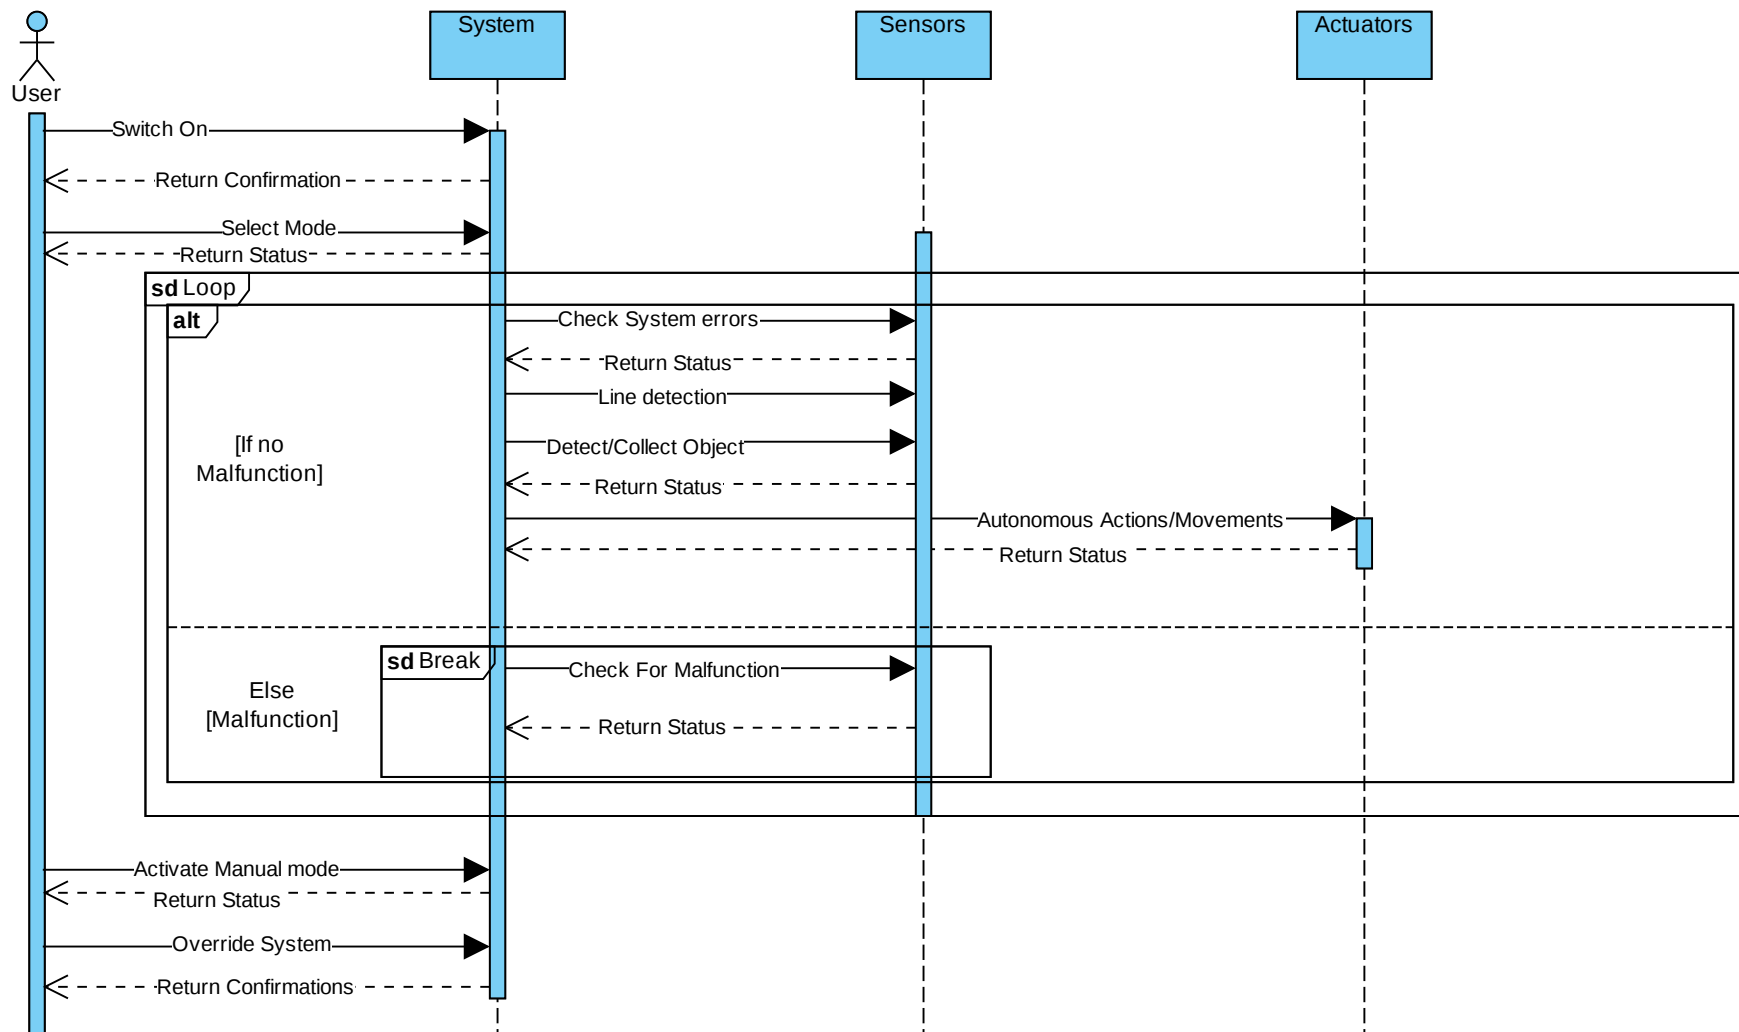 System
Sensors
Actuators
User
Switch On
Return Confirmation
Select Mode
Return Status
sd Loop
alt
Check System errors
Return Status
Line detection
[If no
Malfunction]
Detect/Collect Object
Return Status
Autonomous Actions/Movements
Return Status
sd Break
Check For Malfunction
Else
[Malfunction]
Return Status
Activate Manual mode
Return Status
Override System
Return Confirmations